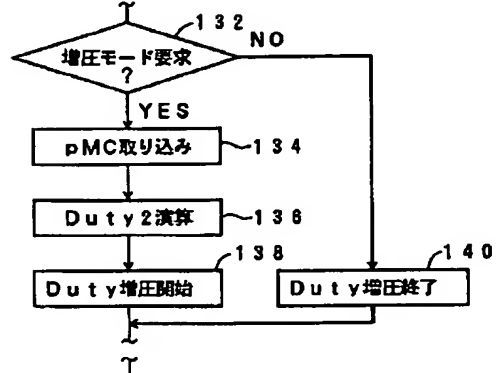 132
増圧モード要求
?
NO
YES
pMC取り込み
134
Duty2演算
136
138
Duty増圧開始
140
Duty増圧終了